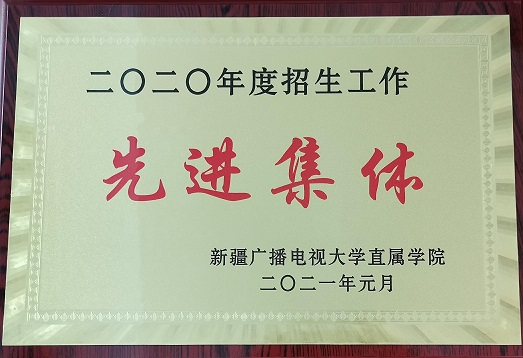 二〇二〇年度招生工作
先进集体
新疆广播电视大学直属学院
二〇二一年元月